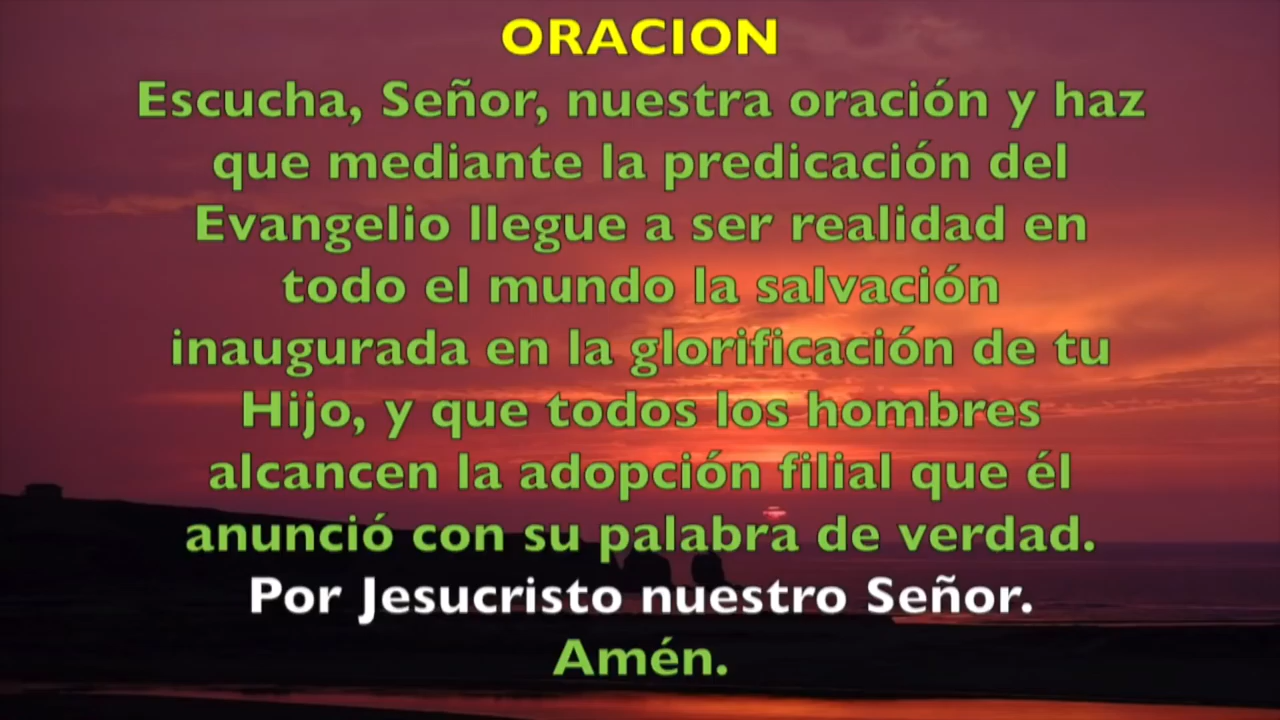 ORACION
Escucha, Señor, nuestra oración y haz
que mediante la predicación del
Evangelio llegue a ser realidad en
todo el mundo la salvación
inaugurada en la glorificación de tu
Hijo, y que todos los hombres
alcancen la adopción filial que él
anunció con su palabra de verdad.
Por Jesucristo nuestro Señor.
Amén.